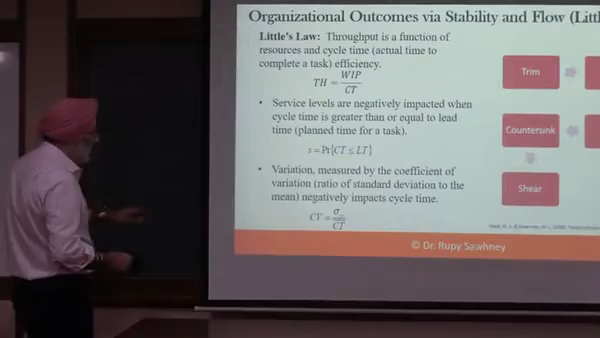 Organizational Outcomes via Stability and Flow (Littl
Little's Law: Throughput is a function of
resources and cycle time (actual time to
complete a task) efficiency.
TH = WIP
CT
• Service levels are negatively impacted when
cycle time is greater than or equal to lead
time (planned time for a task).
s = Pr{CT ≤ LT}
• Variation, measured by the coefficient of
variation (ratio of standard deviation to the
mean) negatively impacts cycle time.
CV = σ
CT
Trim
Countersink
Shear
© Dr. Rupy Sawhney